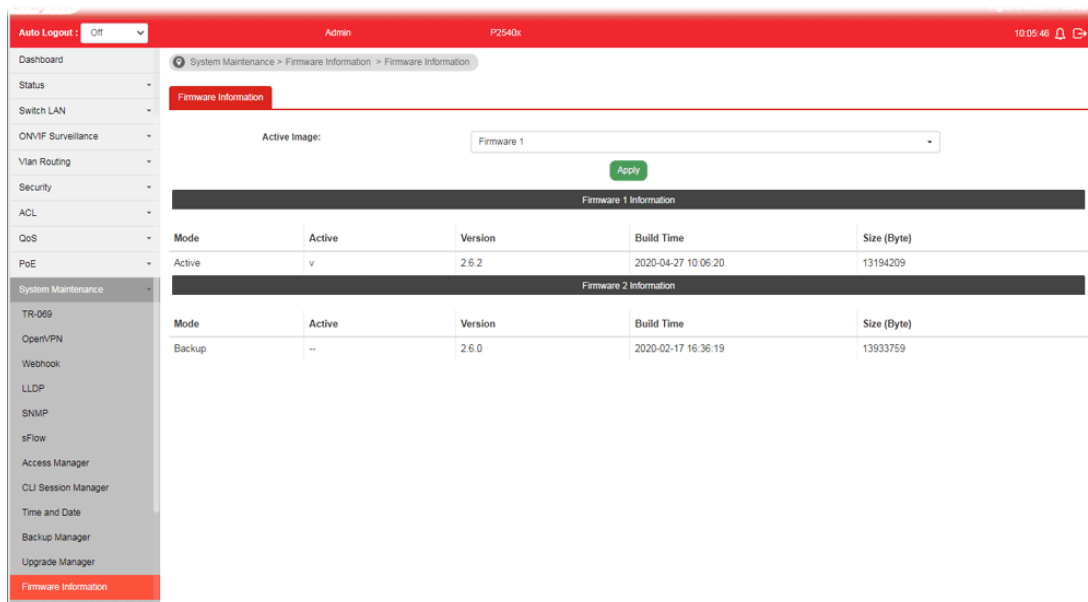 Auto Logout : Off Admin P2540x 10:05:46
Dashboard
Status
Switch LAN
ONVIF Surveillance
Vlan Routing
Security
ACL
QoS
PoE
System Maintenance
TR-069
OpenVPN
Webhook
LLDP
SNMP
sFlow
Access Manager
CLI Session Manager
Time and Date
Backup Manager
Upgrade Manager
Firmware Information
System Maintenance > Firmware Information > Firmware Information
Firmware Information
Active Image: Firmware 1
Apply
Firmware 1 Information
Mode Active Version Build Time Size (Byte)
Active v 2.6.2 2020-04-27 10:06:20 13194209
Firmware 2 Information
Mode Active Version Build Time Size (Byte)
Backup -- 2.6.0 2020-02-17 16:36:19 13933759